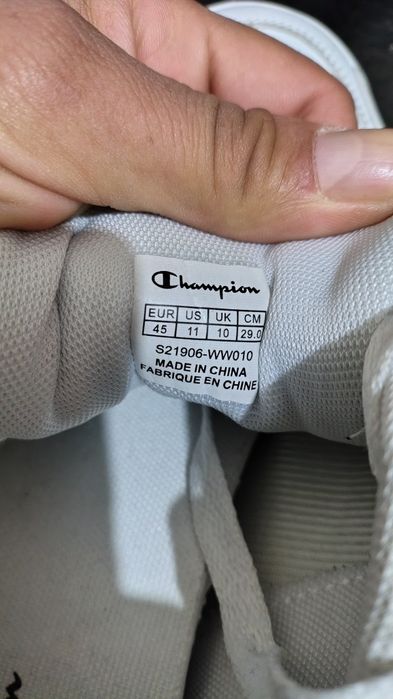 Champion
EUR US UK CM
45 11 10 29.0
S21906-WW010
MADE IN CHINA
FABRIQUE EN CHINE